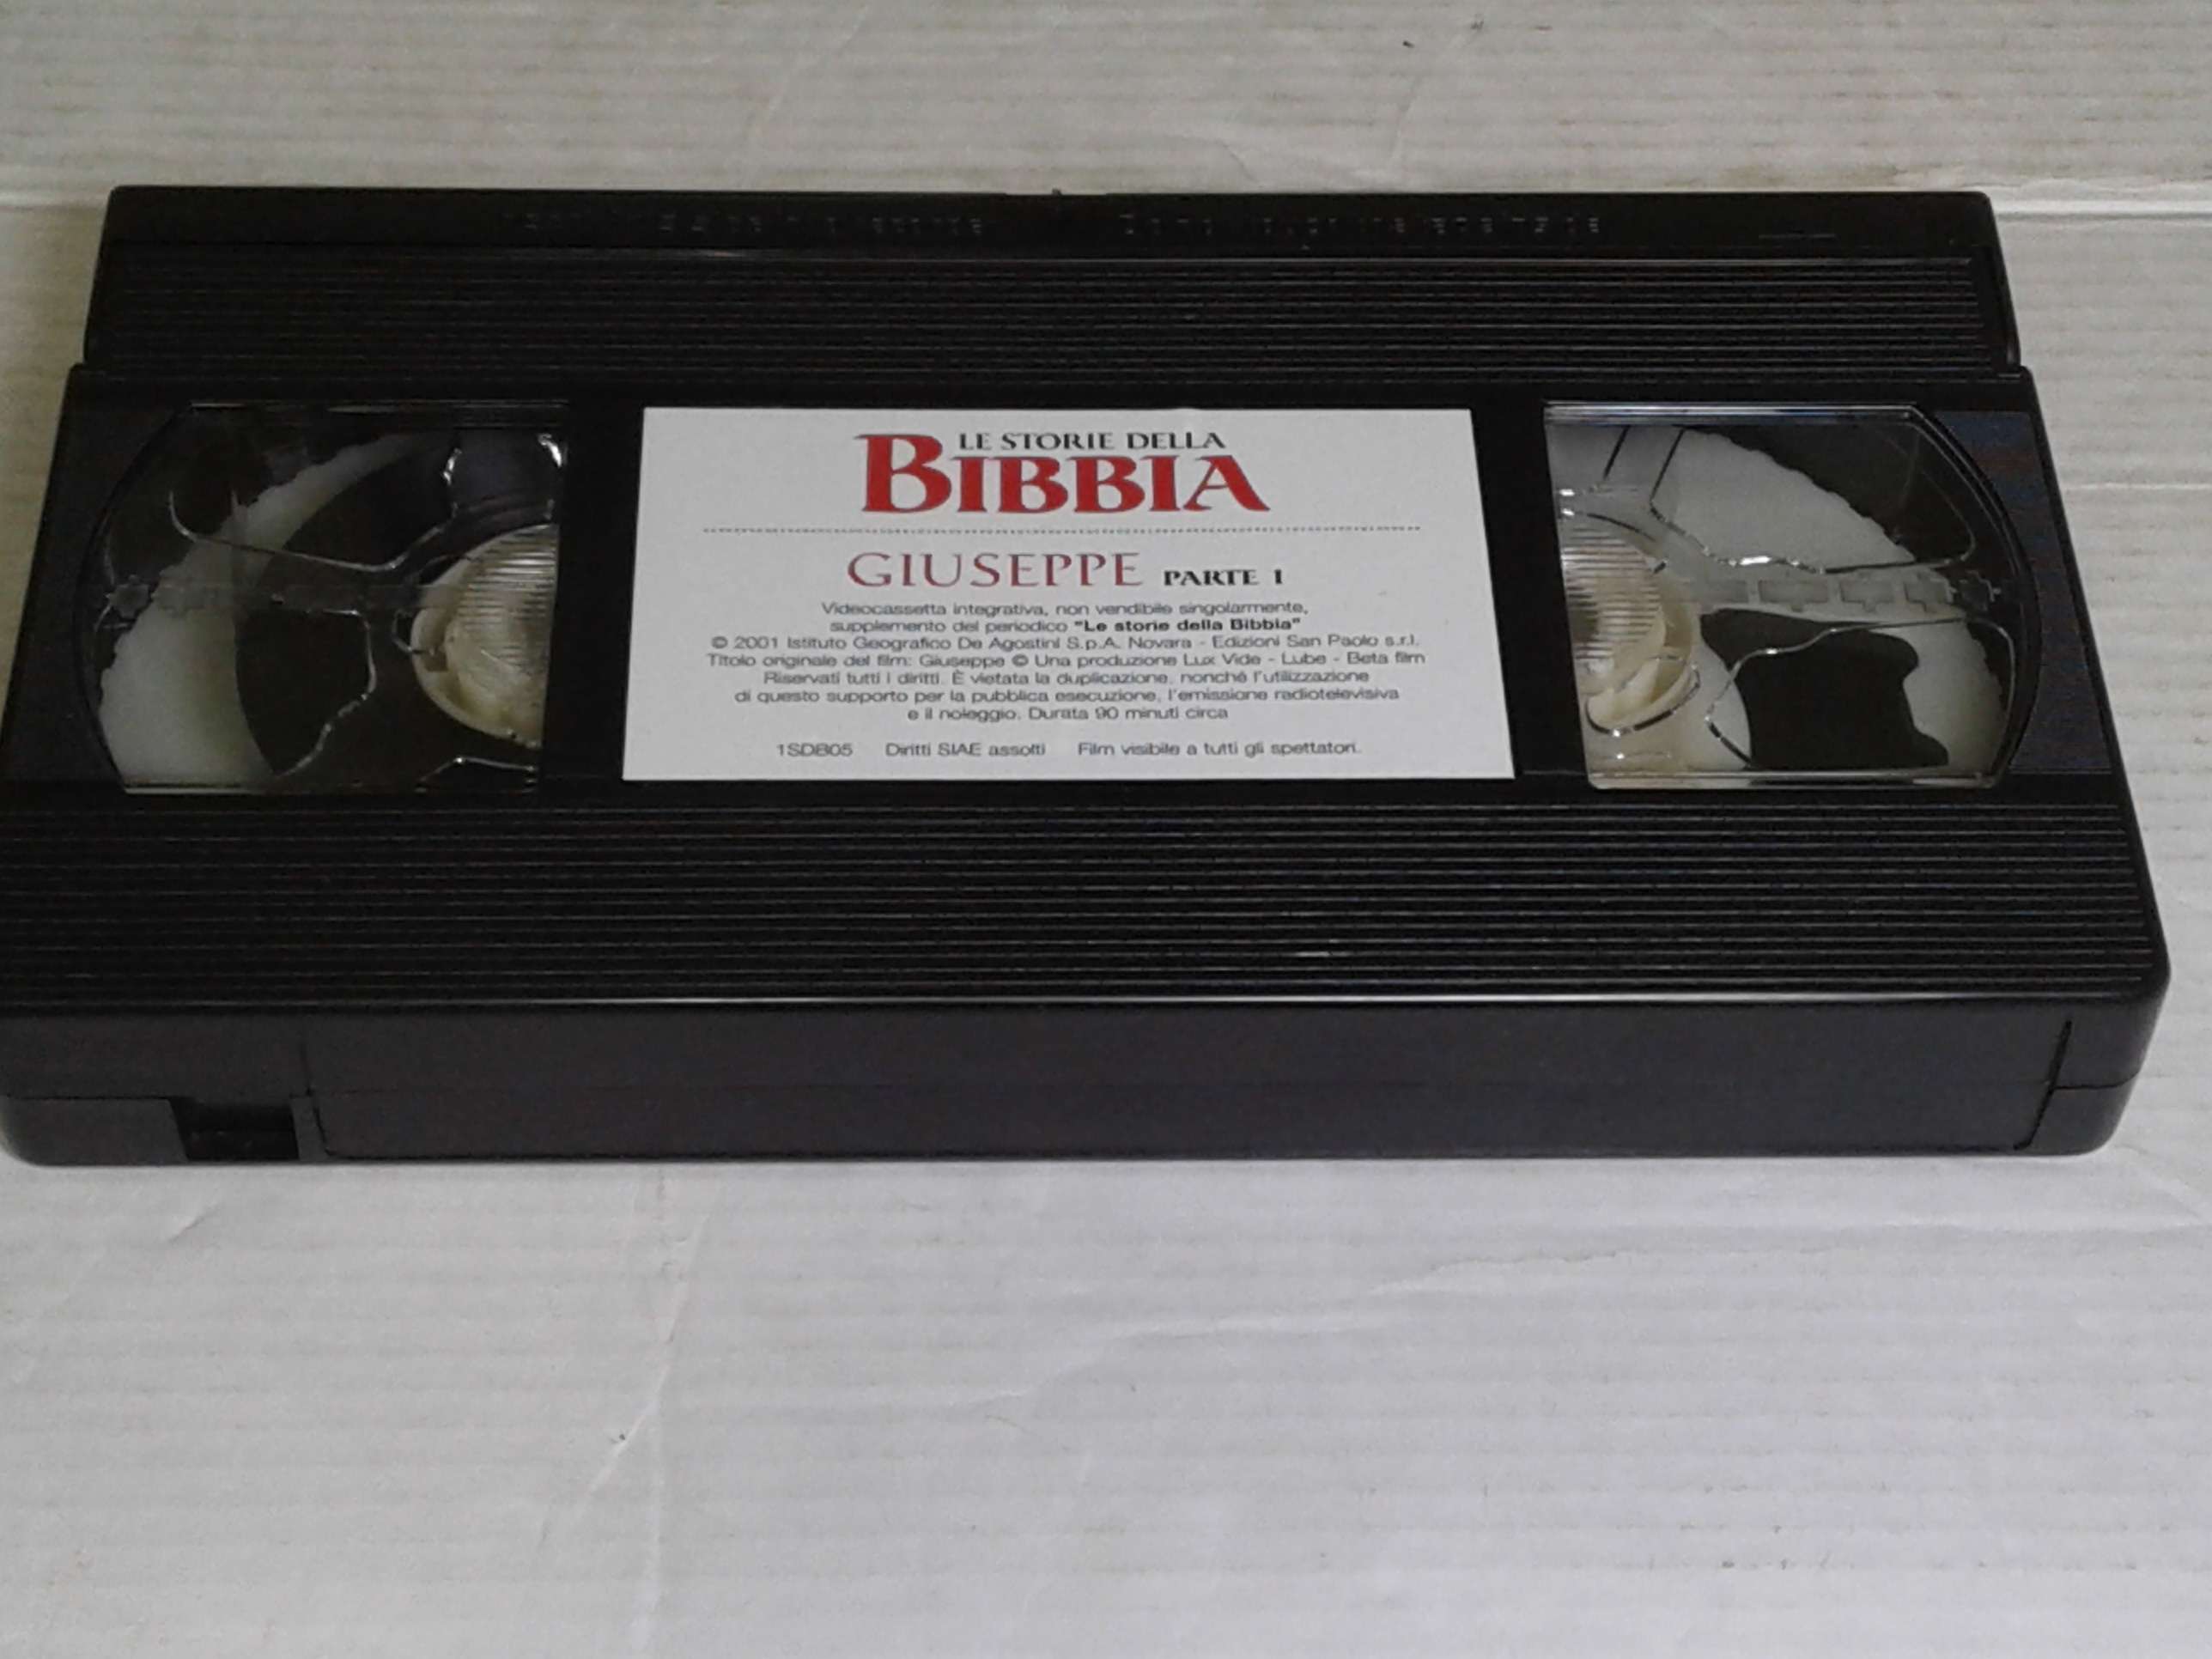 LE STORIE DELLA
BIBBIA
GIUSEPPE PARTE 1
Videocassetta integrativa, non vendibile singolarmente,
supplemento del periodico "Le storie della Bibbia"
© 2001 Istituto Geografico De Agostini S.p.A. Novara - Edizioni San Paolo s.r.l.
Titolo originale del film: Giuseppe © Una produzione Lux Vide - Lube - Beta film
Riservati tutti i diritti. È vietata la duplicazione, nonché l'utilizzazione
di questo supporto per la pubblica esecuzione, l'emissione radiotelevisiva
e il noleggio. Durata 90 minuti circa
1SDB05 Diritti SIAE assolti Film visibile a tutti gli spettatori.